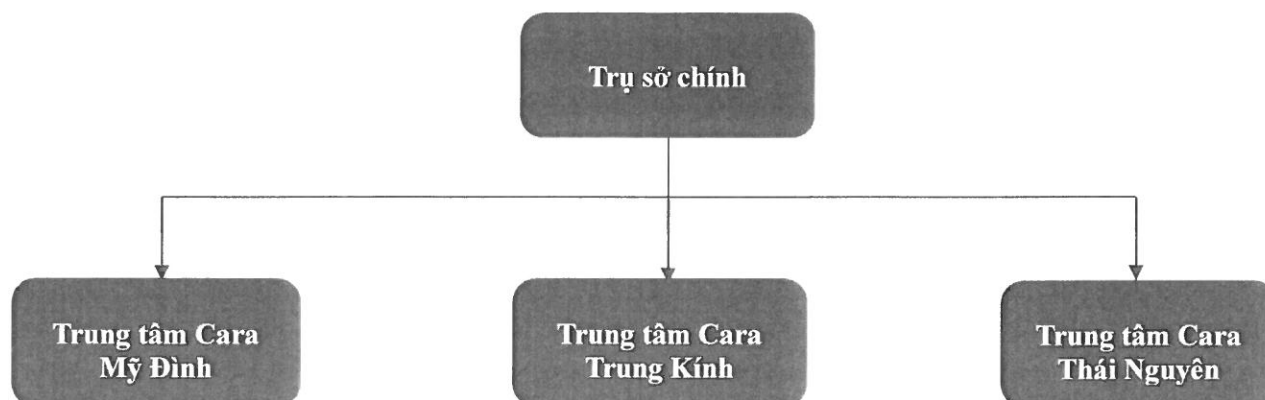 Trụ sở chính
Trung tâm Cara
Mỹ Đình
Trung tâm Cara
Trung Kính
Trung tâm Cara
Thái Nguyên